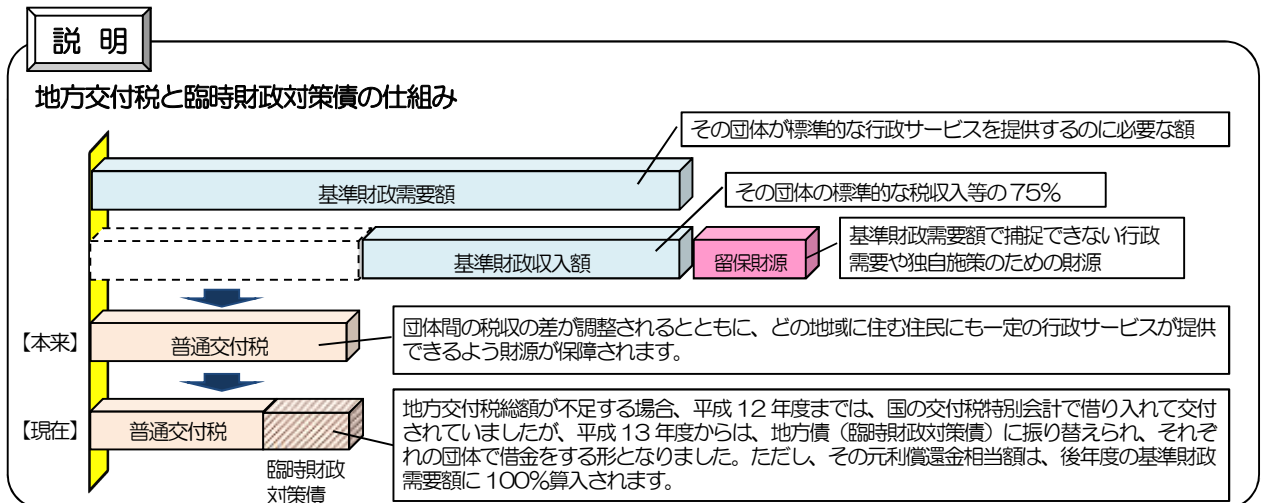 説 明
地方交付税と臨時財政対策債の仕組み
その団体が標準的な行政サービスを提供するのに必要な額
基準財政需要額
その団体の標準的な税収入等の 75%
基準財政収入額
留保財源
基準財政需要額で捕捉できない行政
需要や独自施策のための財源
【本来】
普通交付税
団体間の税収の差が調整されるとともに、どの地域に住む住民にも一定の行政サービスが提供
できるよう財源が保障されます。
【現在】
普通交付税
臨時財政
対策債
地方交付税総額が不足する場合、平成 12 年度までは、国の交付税特別会計で借り入れて交付
されていましたが、平成 13 年度からは、地方債（臨時財政対策債）に振り替えられ、それぞ
れの団体で借金をする形となりました。ただし、その元利償還金相当額は、後年度の基準財政
需要額に 100%算入されます。